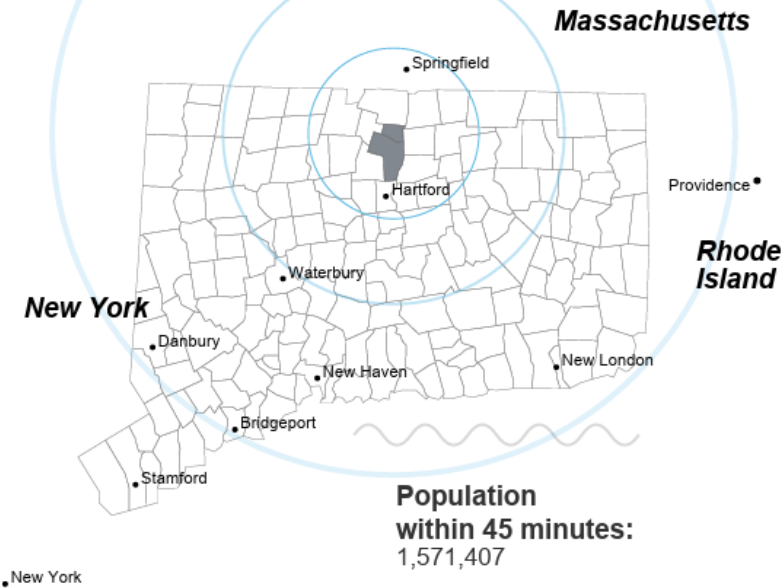 Massachusetts
Springfield
Providence
Hartford
Rhode
Island
Waterbury
New York
Danbury
New London
New Haven
Bridgeport
Stamford
Population
within 45 minutes:
1,571,407
New York